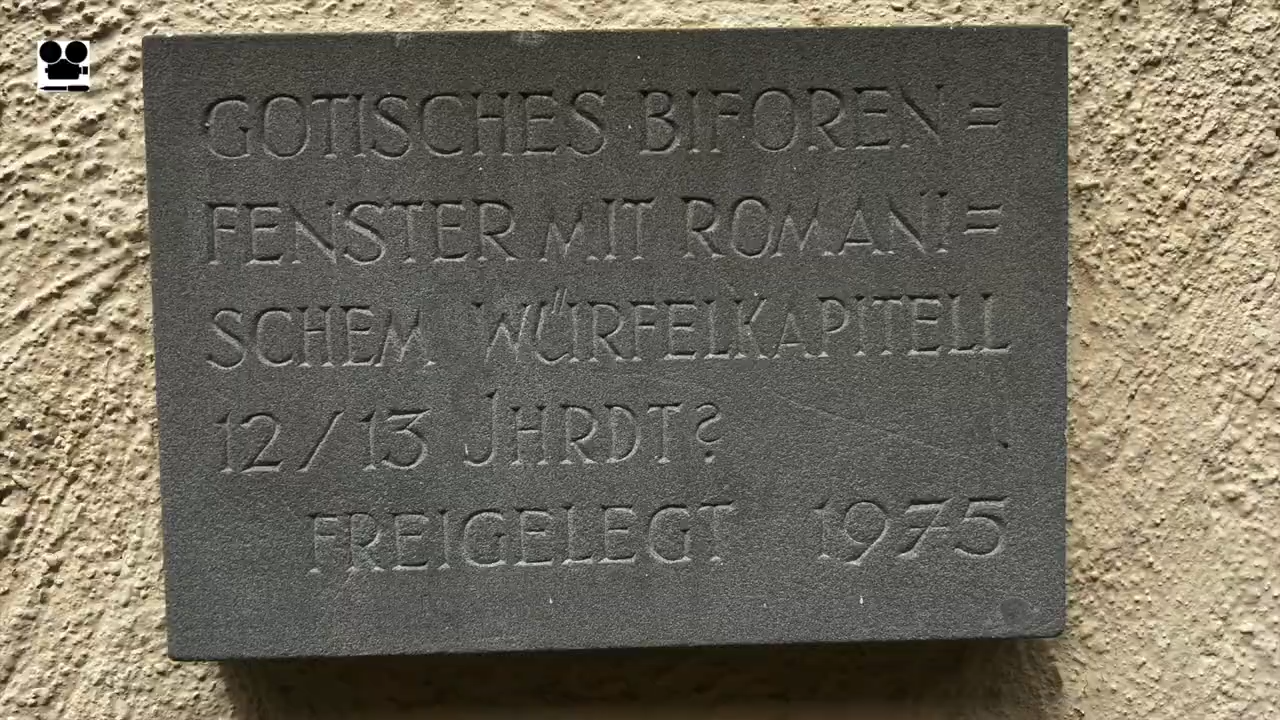 GOTISCHES BIFOREN=
FENSTER MIT ROMANI=
SCHEM WÜRFELKAPITELL
12/13 JHRDT?
FREIGELEGT 1975